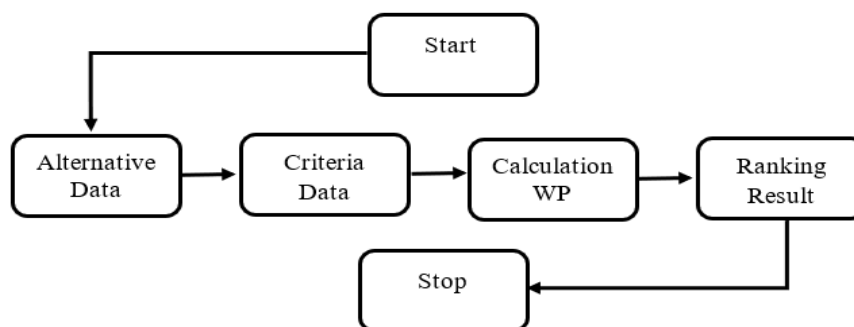 Start
Alternative
Data
Criteria
Data
Calculation
WP
Ranking
Result
Stop